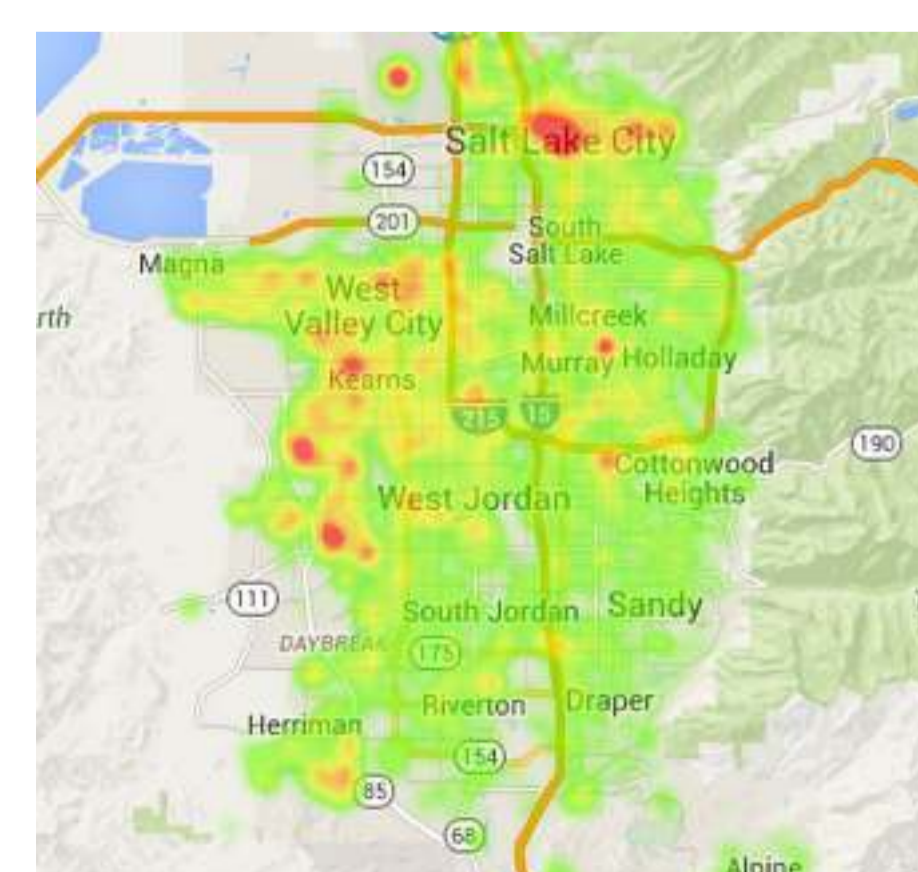 Salt Lake City
154
201
South
Salt Lake
Magna
West
Valley City
rth
Millcreek
Murray
Holladay
Kearns
215
15
190
Cottonwood
Heights
West Jordan
111
South Jordan
Sandy
DAYBREAK
175
Riverton
Draper
Herriman
154
85
68
Alpine